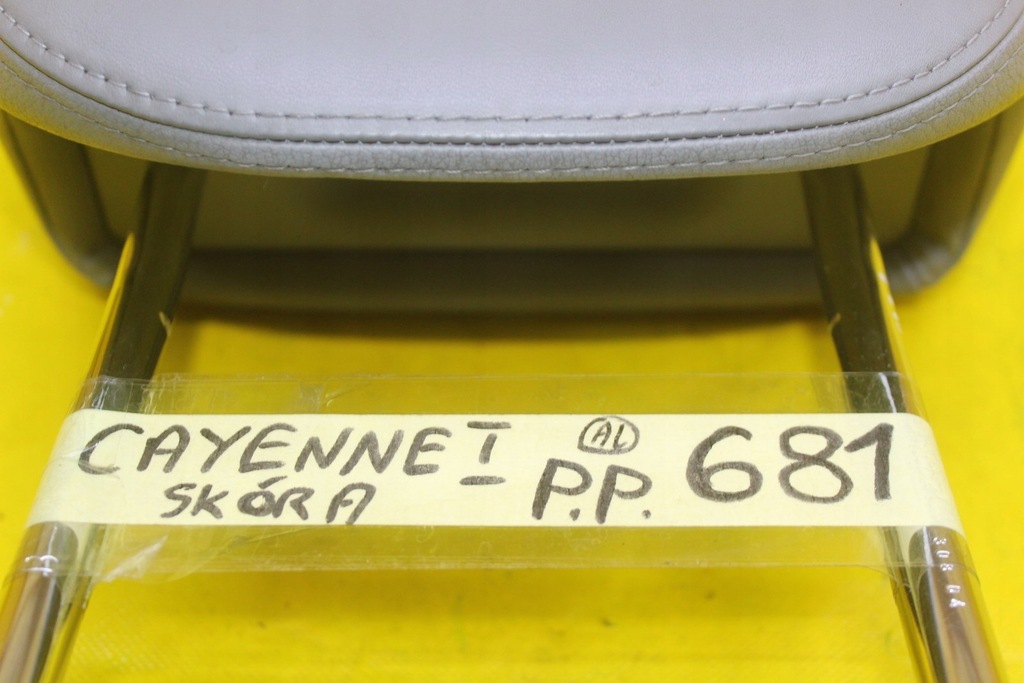 CAYENNE I AL
SKÓRA P.P. 681